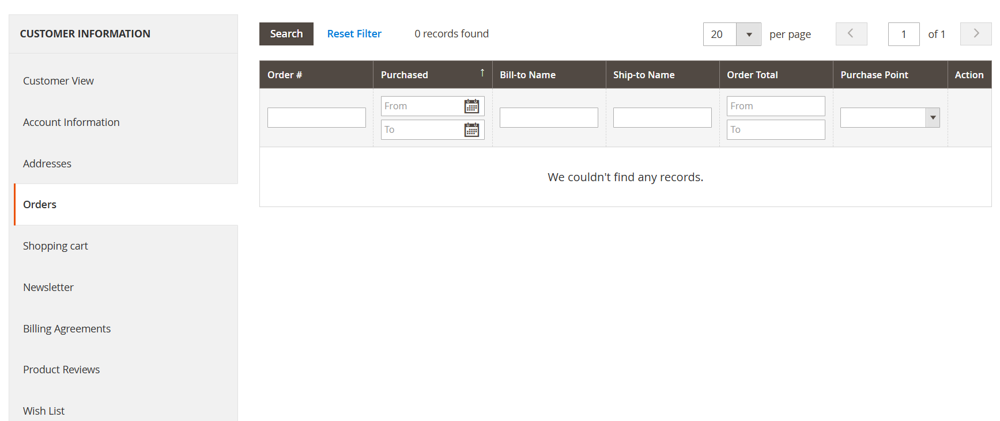 CUSTOMER INFORMATION
Customer View
Account Information
Addresses
Orders
Shopping cart
Newsletter
Billing Agreements
Product Reviews
Wish List
Search Reset Filter 0 records found 20 per page 1 of 1
Order # Purchased Bill-to Name Ship-to Name Order Total Purchase Point Action
From From
To To
We couldn't find any records.